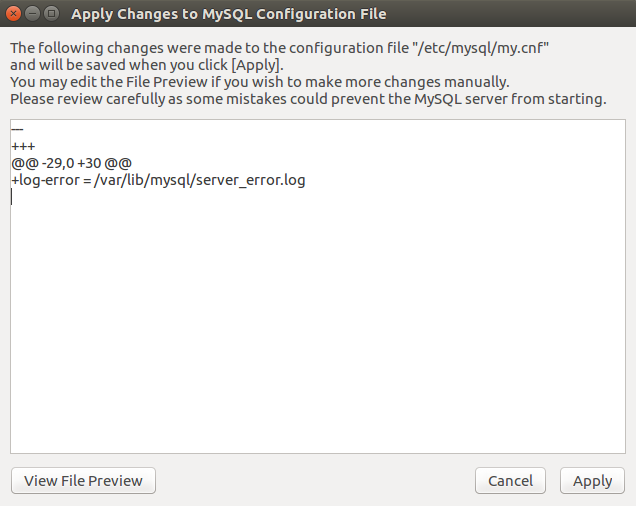 Apply Changes to MySQL Configuration File
The following changes were made to the configuration file "/etc/mysql/my.cnf"
and will be saved when you click [Apply].
You may edit the File Preview if you wish to make more changes manually.
Please review carefully as some mistakes could prevent the MySQL server from starting.
---
+++
@@ -29,0 +30 @@
+log-error = /var/lib/mysql/server_error.log
View File Preview
Cancel
Apply